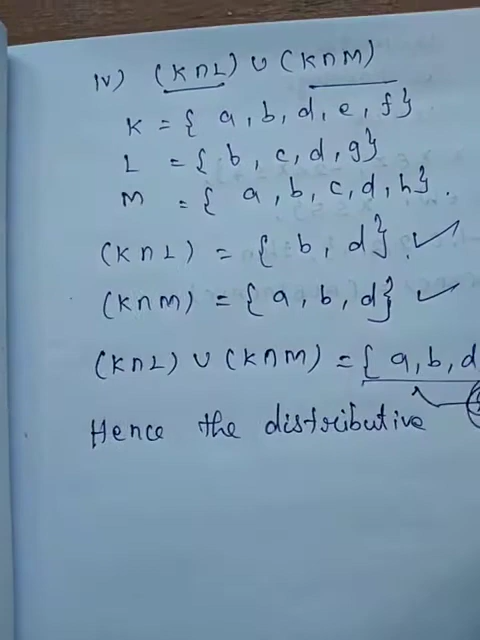 iv) (K∩L) ∪ (K∩M)
K = { a, b, d, e, f}
L = { b, c, d, g}
M = { a, b, c, d, h} .
(K∩L) = { b, d}. ✓
(K∩M) = { a, b, d} ✓
(K∩L) ∪ (K∩M) = { a, b, d
Hence the distributive